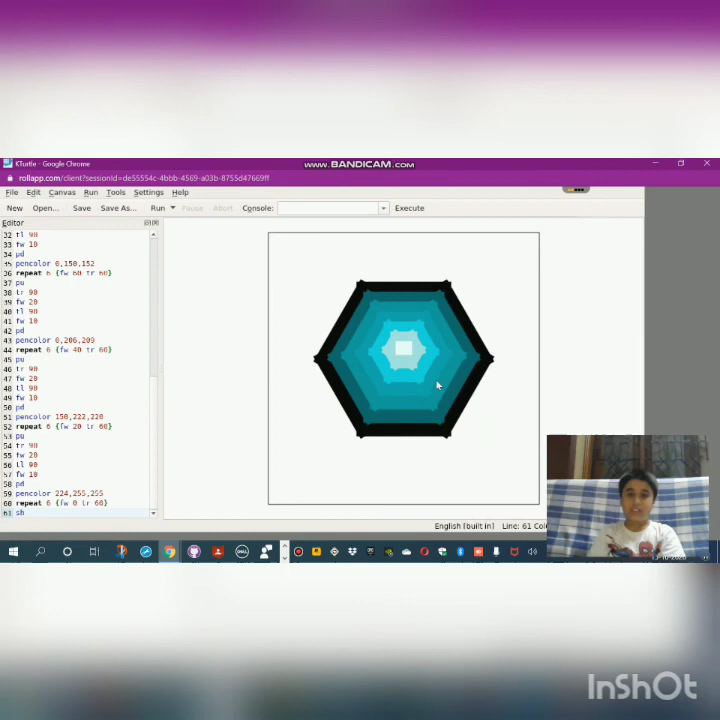 KTurtle - Google Chrome
www.BANDICAM.com
rollapp.com/client?sessionId=de55554c-4bbb-4569-a03b-8755d47669ff
File Edit Canvas Run Tools Settings Help
New Open... Save Save As... Run Pause Abort Console: Execute
Editor
32 tl 90
33 fw 10
34 pd
35 pencolor 0,150,152
36 repeat 6 {fw 60 tr 60}
37 pu
38 tr 90
39 fw 20
40 tl 90
41 fw 10
42 pd
43 pencolor 0,206,209
44 repeat 6 {fw 40 tr 60}
45 pu
46 tr 90
47 fw 20
48 tl 90
49 fw 10
50 pd
51 pencolor 150,222,220
52 repeat 6 {fw 20 tr 60}
53 pu
54 tr 90
55 fw 20
56 tl 90
57 fw 10
58 pd
59 pencolor 224,255,255
60 repeat 6 {fw 0 tr 60}
61 sh
English [built in] Line: 61
InShOt